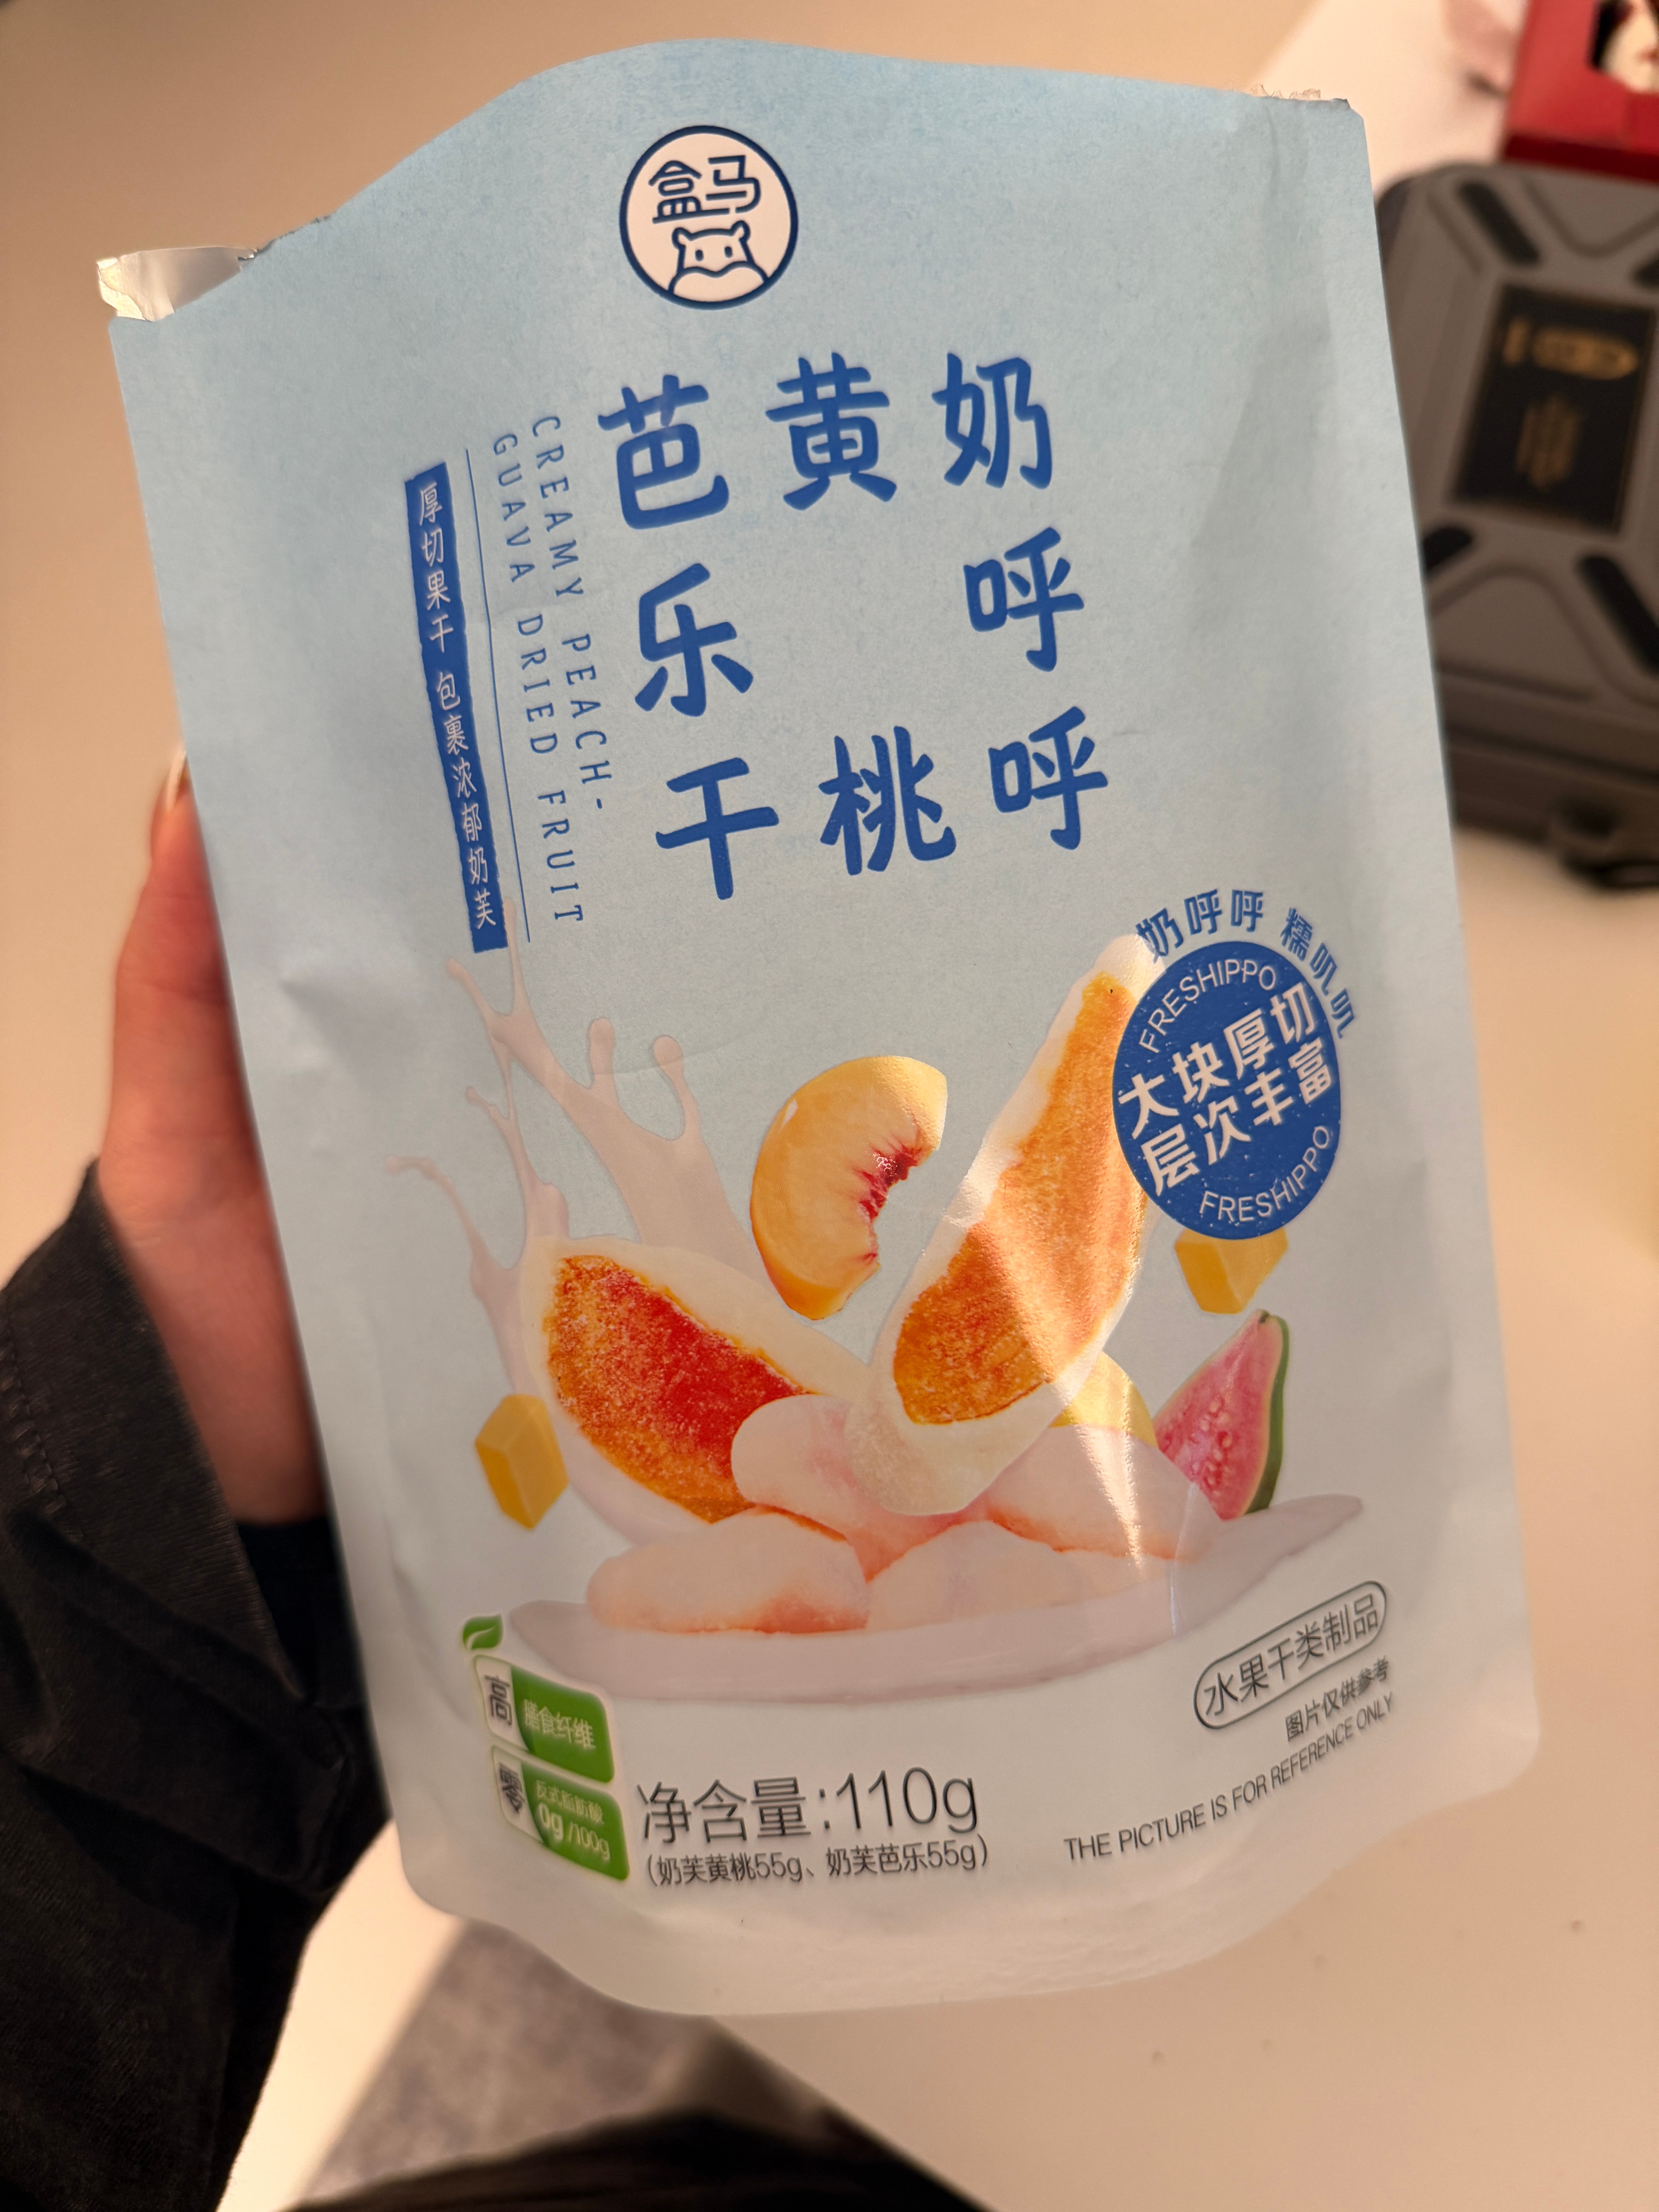 盒马
奶呼呼
黄桃
芭乐干
CREAMY PEACH-
GUAVA DRIED FRUIT
厚切果干 包裹浓郁奶芙
奶呼呼 糯叽叽
FRESHIPPO
大块厚切
层次丰富
FRESHIPPO
高 膳食纤维
零 反式脂肪酸
0g/100g
净含量:110g
(奶芙黄桃55g、奶芙芭乐55g)
水果干类制品
图片仅供参考
THE PICTURE IS FOR REFERENCE ONLY